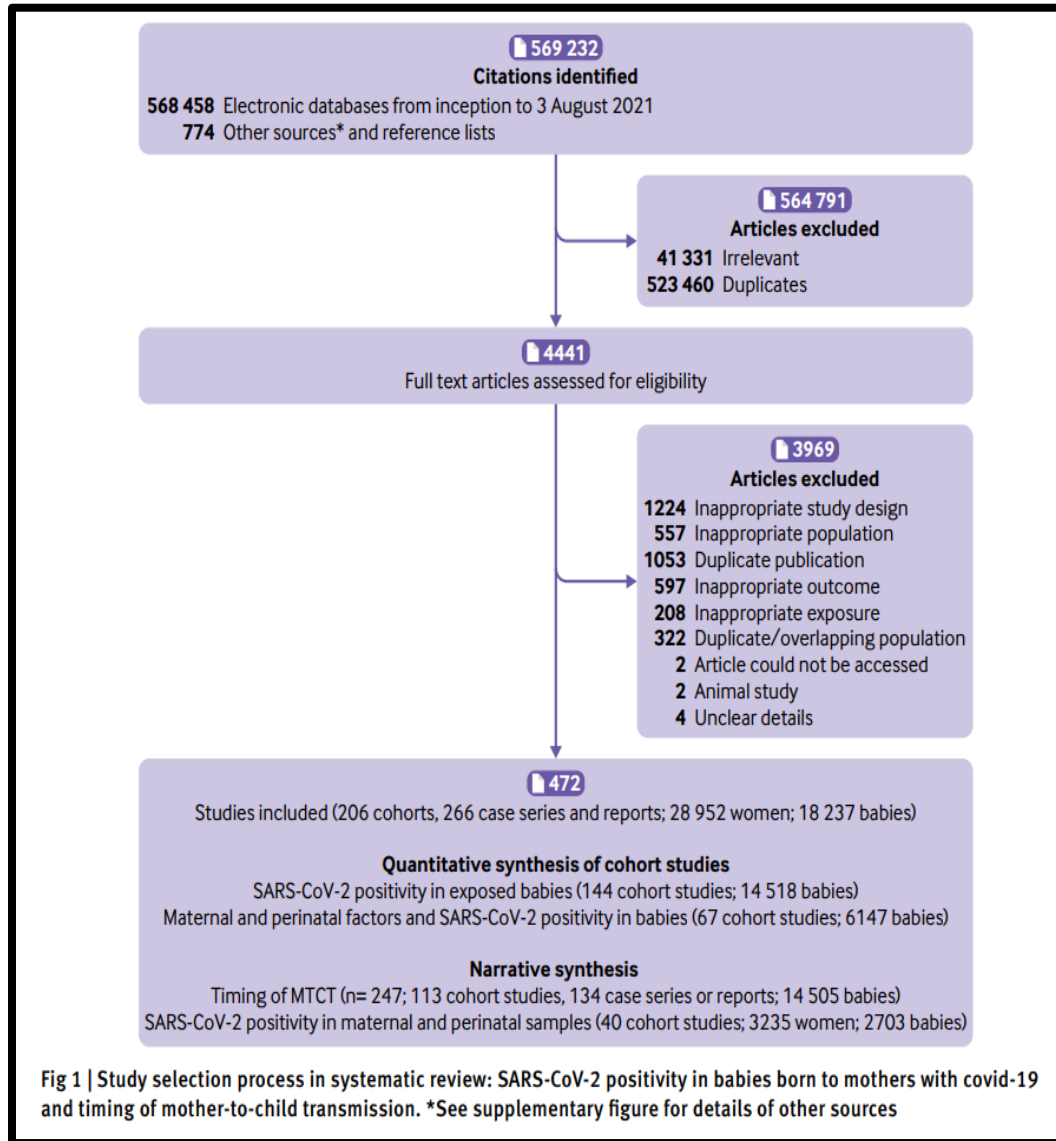 569 232
Citations identified
568 458 Electronic databases from inception to 3 August 2021
774 Other sources* and reference lists
564 791
Articles excluded
41 331 Irrelevant
523 460 Duplicates
4441
Full text articles assessed for eligibility
3969
Articles excluded
1224 Inappropriate study design
557 Inappropriate population
1053 Duplicate publication
597 Inappropriate outcome
208 Inappropriate exposure
322 Duplicate/overlapping population
2 Article could not be accessed
2 Animal study
4 Unclear details
472
Studies included (206 cohorts, 266 case series and reports; 28 952 women; 18 237 babies)
Quantitative synthesis of cohort studies
SARS-CoV-2 positivity in exposed babies (144 cohort studies; 14 518 babies)
Maternal and perinatal factors and SARS-CoV-2 positivity in babies (67 cohort studies; 6147 babies)
Narrative synthesis
Timing of MTCT (n= 247; 113 cohort studies, 134 case series or reports; 14 505 babies)
SARS-CoV-2 positivity in maternal and perinatal samples (40 cohort studies; 3235 women; 2703 babies)
Fig 1 | Study selection process in systematic review: SARS-CoV-2 positivity in babies born to mothers with covid-19
and timing of mother-to-child transmission. *See supplementary figure for details of other sources